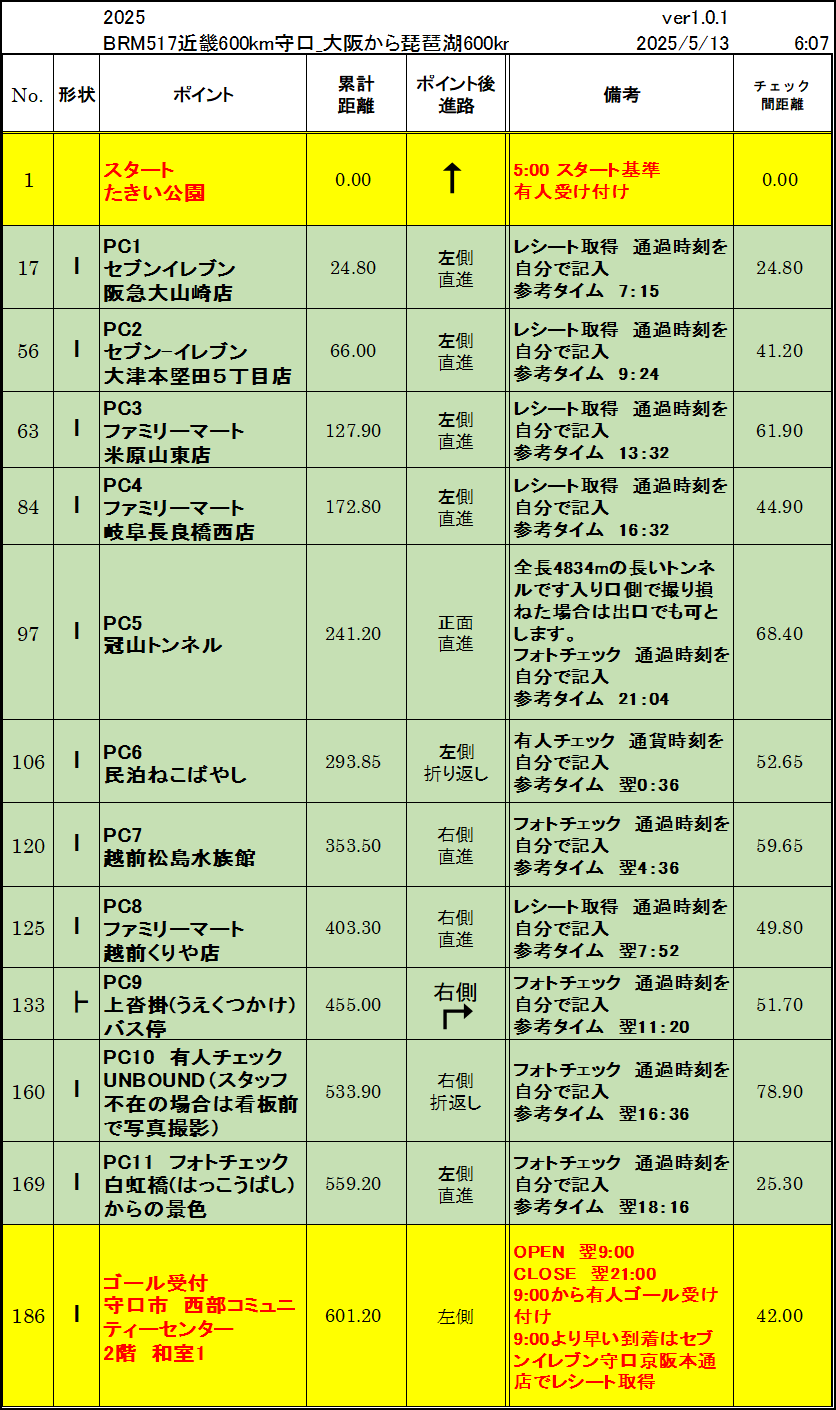 2025 ver1.0.1
BRM517近畿600km守口_大阪から琵琶湖600kr 2025/5/13 6:07
No. 形状 ポイント 累計 ポイント後 備考 チェック
距離 進路 間距離
1 スタート 0.00 ↑ 5:00 スタート基準 0.00
たきい公園 有人受け付け
17 I PC1 24.80 左側 レシート取得 通過時刻を 24.80
セブンイレブン 直進 自分で記入
阪急大山崎店 参考タイム 7:15
56 I PC2 66.00 左側 レシート取得 通過時刻を 41.20
セブン-イレブン 直進 自分で記入
大津本堅田5丁目店 参考タイム 9:24
63 I PC3 127.90 左側 レシート取得 通過時刻を 61.90
ファミリーマート 直進 自分で記入
米原山東店 参考タイム 13:32
84 I PC4 172.80 左側 レシート取得 通過時刻を 44.90
ファミリーマート 直進 自分で記入
岐阜長良橋西店 参考タイム 16:32
97 I PC5 241.20 正面 全長4834mの長いトンネ 68.40
冠山トンネル 直進 ルです入り口側で撮り損
ねた場合は出口でも可と
します。
フォトチェック 通過時刻を
自分で記入
参考タイム 21:04
106 I PC6 293.85 左側 有人チェック 通貨時刻を 52.65
民泊ねこばやし 折り返し 自分で記入
参考タイム 翌0:36
120 I PC7 353.50 右側 フォトチェック 通過時刻を 59.65
越前松島水族館 直進 自分で記入
参考タイム 翌4:36
125 I PC8 403.30 右側 レシート取得 通過時刻を 49.80
ファミリーマート 直進 自分で記入
越前くりや店 参考タイム 翌7:52
133 ├ PC9 455.00 右側 フォトチェック 通過時刻を 51.70
上沓掛(うえくつかけ) 自分で記入
バス停 参考タイム 翌11:20
160 I PC10 有人チェック 533.90 右側 フォトチェック 通過時刻を 78.90
UNBOUND(スタッフ 折返し 自分で記入
不在の場合は看板前 参考タイム 翌16:36
で写真撮影)
169 I PC11 フォトチェック 559.20 左側 フォトチェック 通過時刻を 25.30
白虹橋(はっこうばし) 直進 自分で記入
からの景色 参考タイム 翌18:16
186 I ゴール受付 601.20 左側 OPEN 翌9:00 42.00
守口市 西部コミュニ CLOSE 翌21:00
ティーセンター 9:00から有人ゴール受け
2階 和室1 付け
9:00より早い到着はセブ
ンイレブン守口京阪本通
店でレシート取得